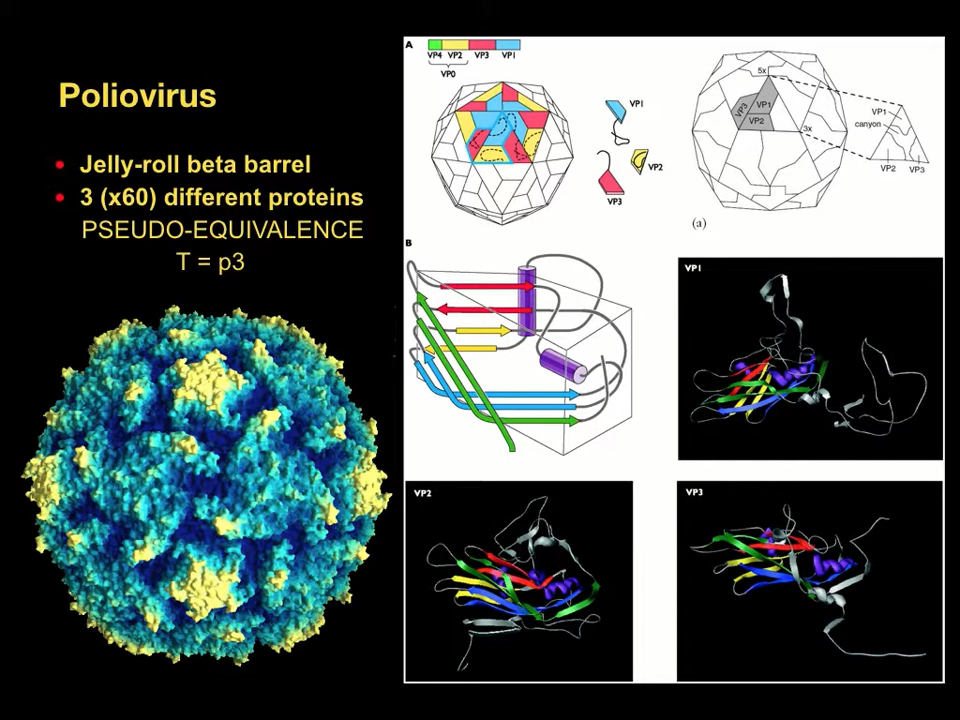 Poliovirus
Jelly-roll beta barrel
3 (x60) different proteins
PSEUDO-EQUIVALENCE
T = p3
A
VP4 VP2 VP3 VP1
VP0
VP1
VP2
VP3
5x
VP3
VP1
VP2
3x
VP1
canyon
VP2
VP3
(a)
B
VP1
VP2
VP3